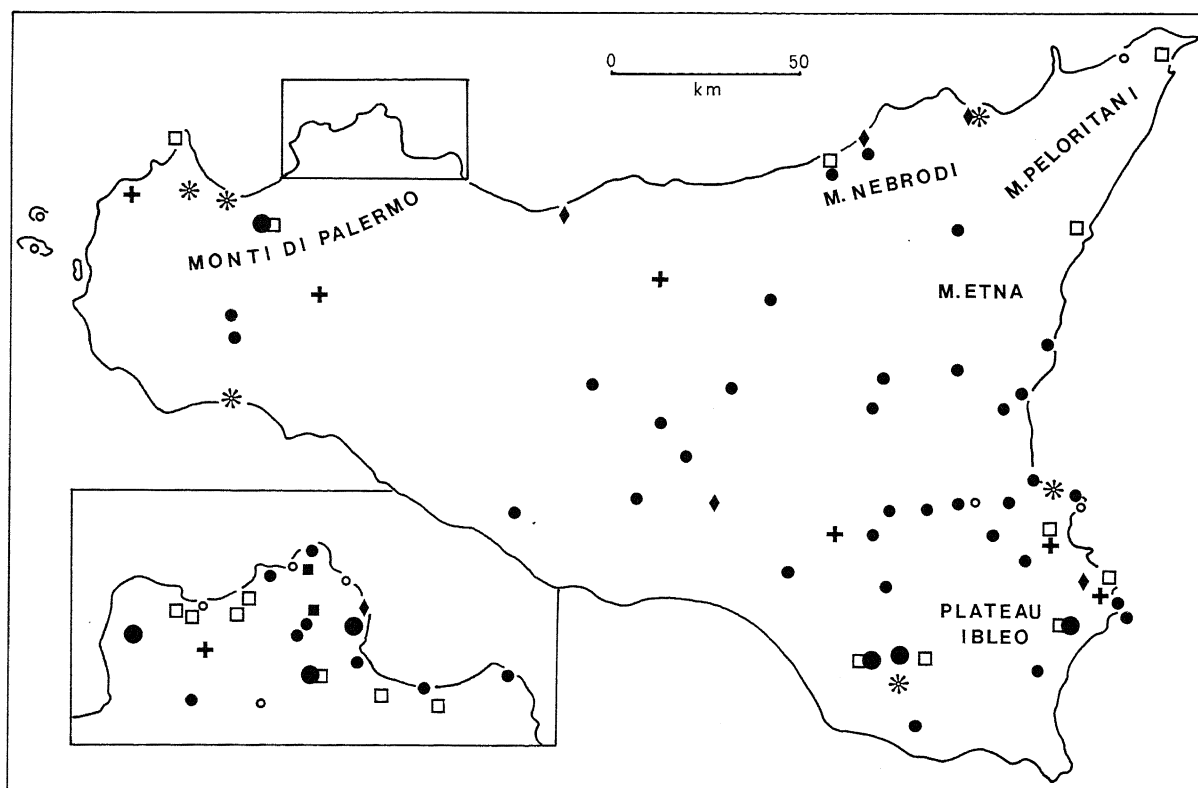 0 50
km
M. PELORITANI
M. NEBRODI
MONTI DI PALERMO
M. ETNA
PLATEAU
IBLEO